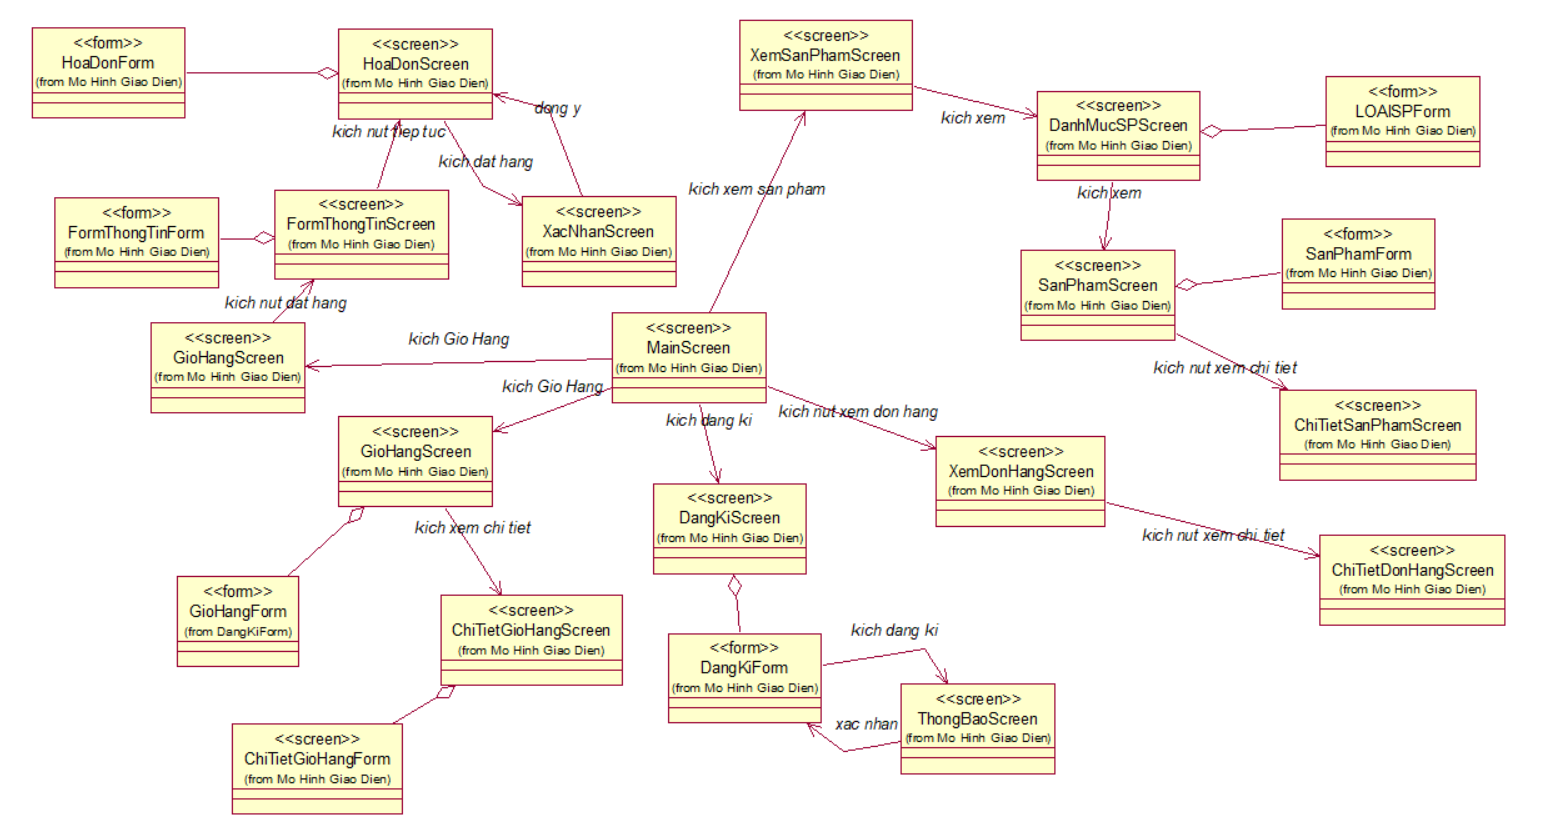 <<form>>
HoaDonForm
(from Mo Hinh Giao Dien)
<<screen>>
HoaDonScreen
(from Mo Hinh Giao Dien)
<<screen>>
XemSanPhamScreen
(from Mo Hinh Giao Dien)
<<form>>
LOAISPForm
(from Mo Hinh Giao Dien)
<<screen>>
DanhMucSPScreen
(from Mo Hinh Giao Dien)
dong y
kich xem
kich nut tiep tuc
kich dat hang
kich xem san pham
kich xem
<<form>>
FormThongTinForm
(from Mo Hinh Giao Dien)
<<screen>>
FormThongTinScreen
(from Mo Hinh Giao Dien)
<<screen>>
XacNhanScreen
(from Mo Hinh Giao Dien)
<<form>>
SanPhamForm
(from Mo Hinh Giao Dien)
<<screen>>
SanPhamScreen
(from Mo Hinh Giao Dien)
kich nut dat hang
<<screen>>
GioHangScreen
(from Mo Hinh Giao Dien)
kich Gio Hang
<<screen>>
MainScreen
(from Mo Hinh Giao Dien)
kich nut xem chi tiet
kich Gio Hang
kich dang ki
kich nut xem don hang
<<screen>>
ChiTietSanPhamScreen
(from Mo Hinh Giao Dien)
<<screen>>
GioHangScreen
(from Mo Hinh Giao Dien)
<<screen>>
XemDonHangScreen
(from Mo Hinh Giao Dien)
<<screen>>
DangKiScreen
(from Mo Hinh Giao Dien)
kich xem chi tiet
kich nut xem chi tiet
<<screen>>
ChiTietDonHangScreen
(from Mo Hinh Giao Dien)
<<form>>
GioHangForm
(from DangKiForm)
<<screen>>
ChiTietGioHangScreen
(from Mo Hinh Giao Dien)
<<form>>
DangKiForm
(from Mo Hinh Giao Dien)
kich dang ki
<<screen>>
ThongBaoScreen
(from Mo Hinh Giao Dien)
xac nhan
<<screen>>
ChiTietGioHangForm
(from Mo Hinh Giao Dien)